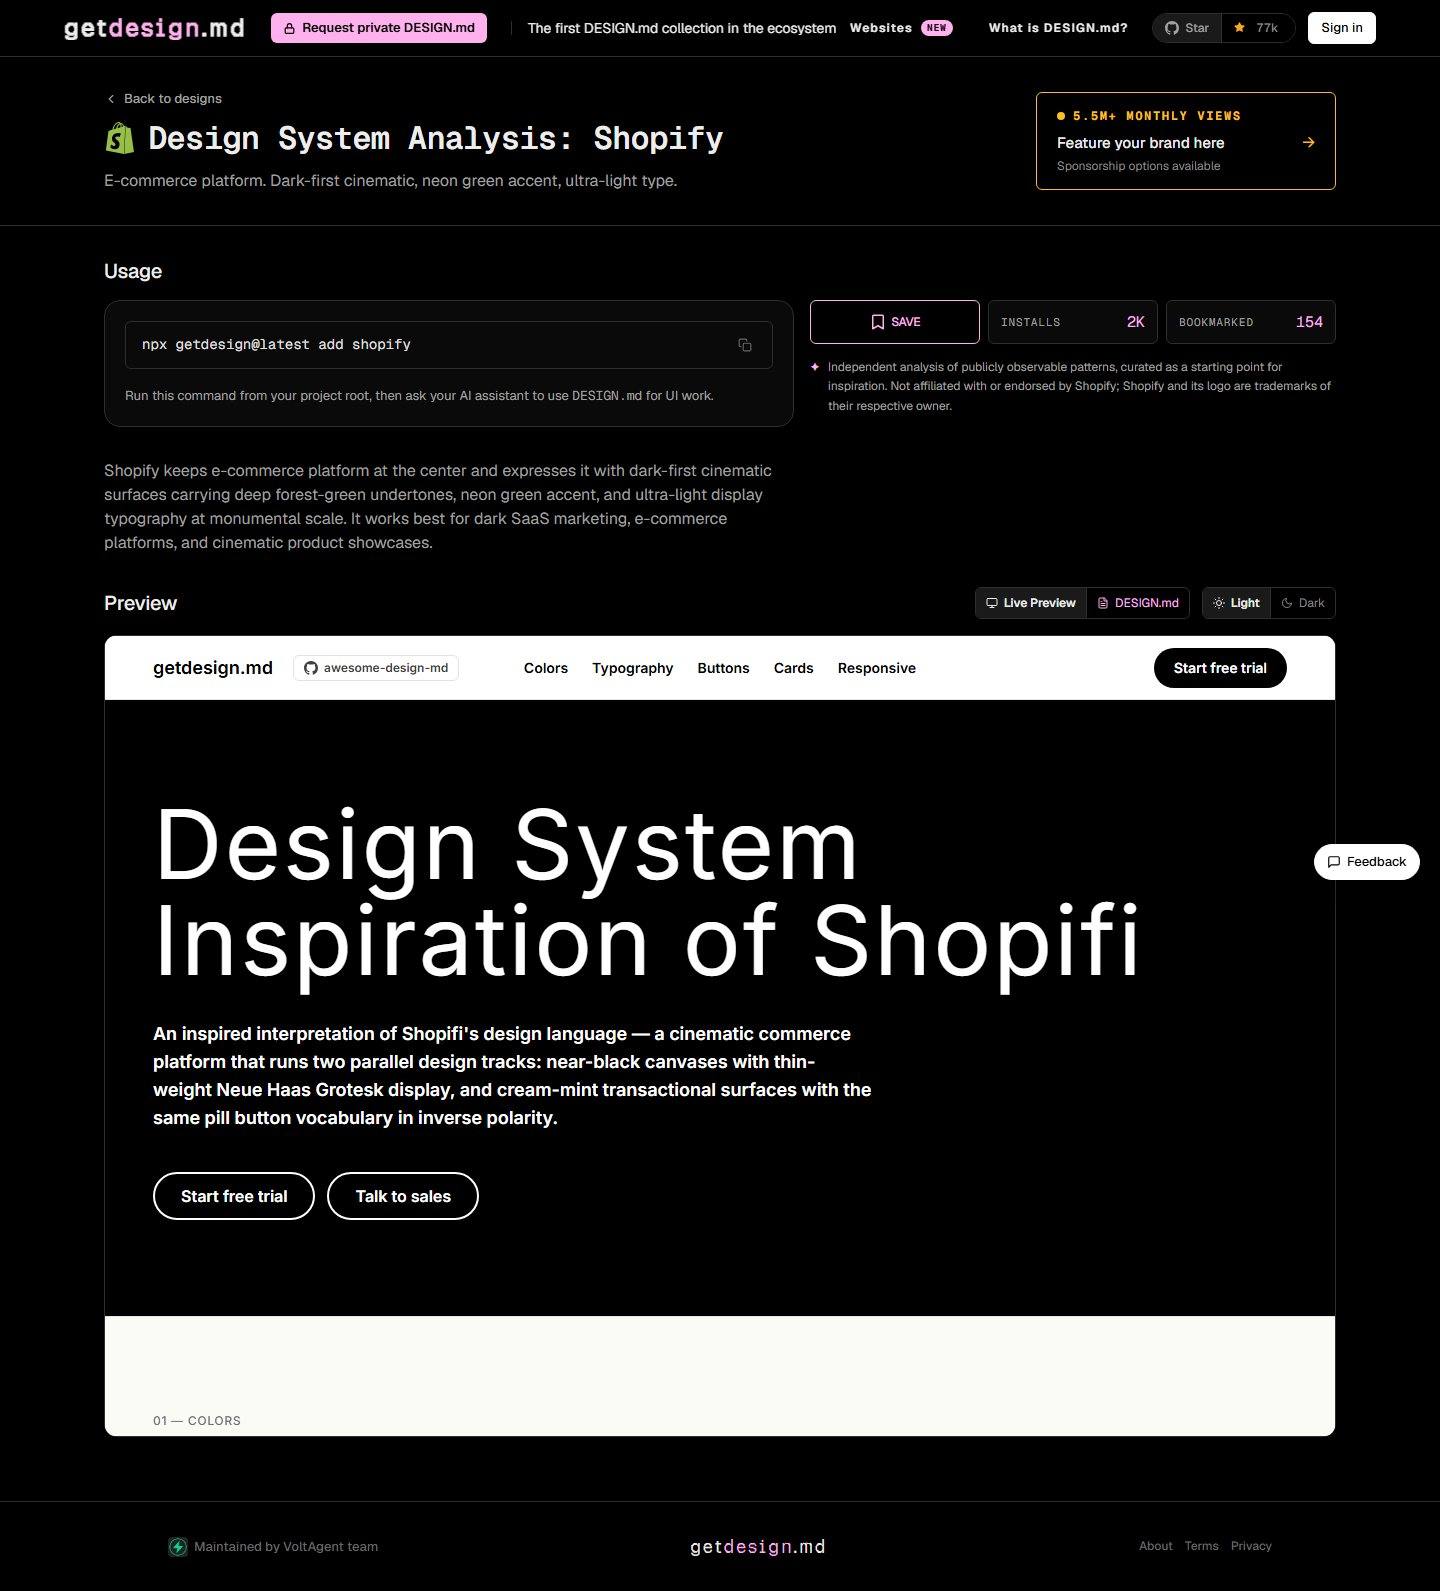 getdesign.md
Request private DESIGN.md
The first DESIGN.md collection in the ecosystem
Websites NEW
What is DESIGN.md?
Star
77k
Sign in
Back to designs
Design System Analysis: Shopify
E-commerce platform. Dark-first cinematic, neon green accent, ultra-light type.
5.5M+ MONTHLY VIEWS
Feature your brand here
Sponsorship options available
Usage
npx getdesign@latest add shopify
Run this command from your project root, then ask your AI assistant to use DESIGN.md for UI work.
SAVE
INSTALLS 2K
BOOKMARKED 154
Independent analysis of publicly observable patterns, curated as a starting point for
inspiration. Not affiliated with or endorsed by Shopify; Shopify and its logo are trademarks of
their respective owner.
Shopify keeps e-commerce platform at the center and expresses it with dark-first cinematic
surfaces carrying deep forest-green undertones, neon green accent, and ultra-light display
typography at monumental scale. It works best for dark SaaS marketing, e-commerce
platforms, and cinematic product showcases.
Preview
Live Preview
DESIGN.md
Light
Dark
getdesign.md
awesome-design-md
Colors
Typography
Buttons
Cards
Responsive
Start free trial
Design System
Inspiration of Shopifi
Feedback
An inspired interpretation of Shopifi's design language — a cinematic commerce
platform that runs two parallel design tracks: near-black canvases with thin-
weight Neue Haas Grotesk display, and cream-mint transactional surfaces with the
same pill button vocabulary in inverse polarity.
Start free trial
Talk to sales
01 — COLORS
Maintained by VoltAgent team
getdesign.md
About
Terms
Privacy